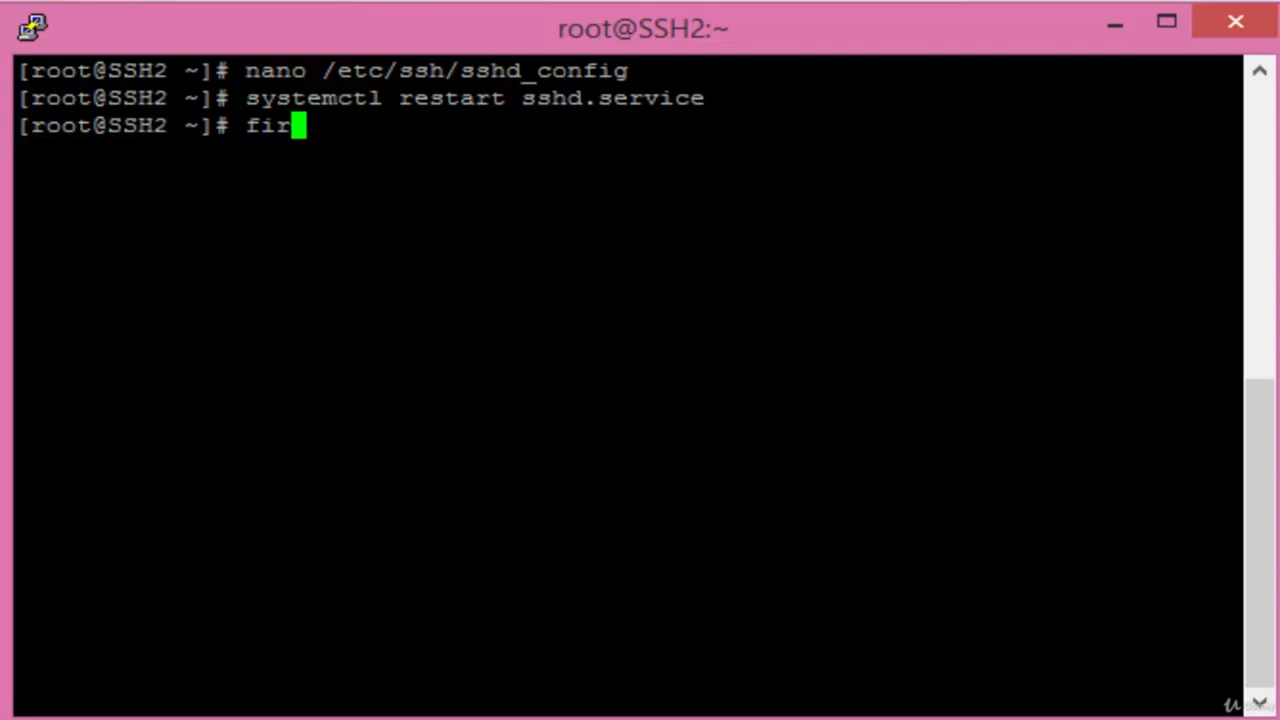 root@SSH2:~
[root@SSH2 ~]# nano /etc/ssh/sshd_config
[root@SSH2 ~]# systemctl restart sshd.service
[root@SSH2 ~]# fir